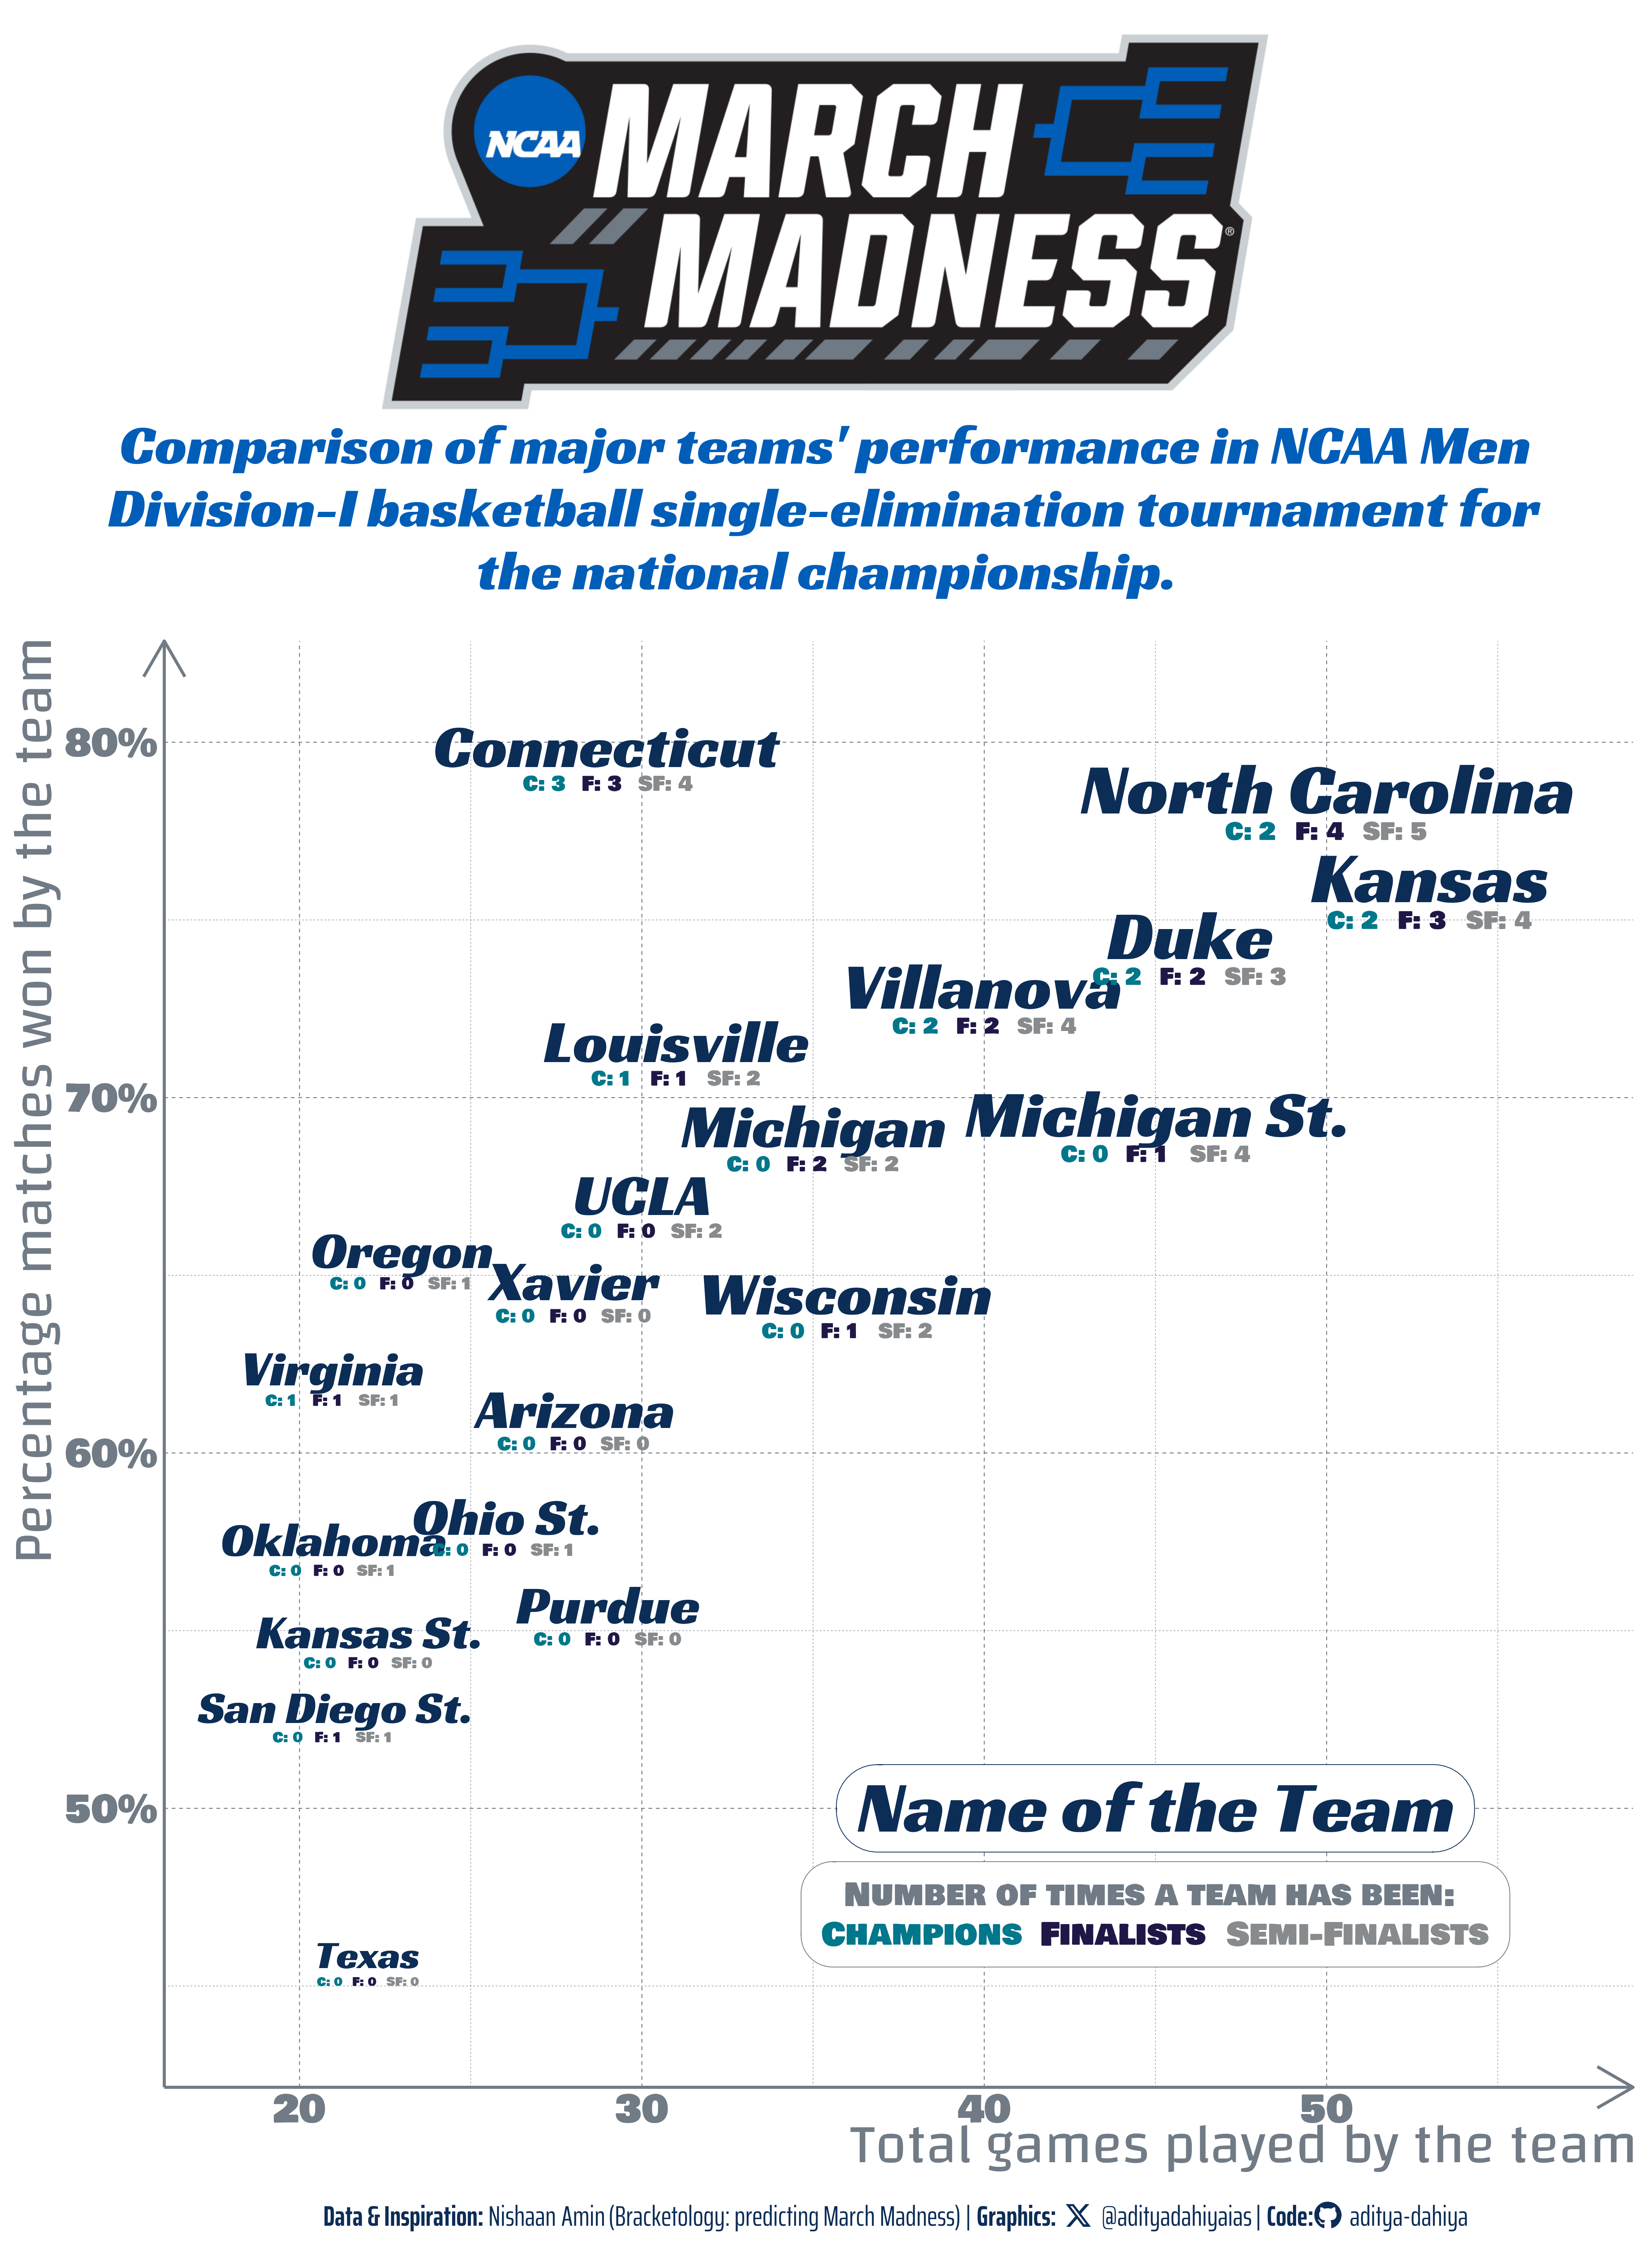 NCAA
MARCH
MADNESS®
Comparison of major teams' performance in NCAA Men
Division-I basketball single-elimination tournament for
the national championship.
Percentage matches won by the team
80%
70%
60%
50%
Connecticut
C: 3 F: 3 SF: 4
North Carolina
C: 2 F: 4 SF: 5
Kansas
C: 2 F: 3 SF: 4
Duke
C: 2 F: 2 SF: 3
Villanova
C: 2 F: 2 SF: 4
Louisville
C: 1 F: 1 SF: 2
Michigan
C: 0 F: 2 SF: 2
Michigan St.
C: 0 F: 1 SF: 4
UCLA
C: 0 F: 0 SF: 2
Oregon
C: 0 F: 0 SF: 1
Xavier
C: 0 F: 0 SF: 0
Wisconsin
C: 0 F: 1 SF: 2
Virginia
C: 1 F: 1 SF: 1
Arizona
C: 0 F: 0 SF: 0
Ohio St.
C: 0 F: 0 SF: 1
Oklahoma
C: 0 F: 0 SF: 1
Purdue
C: 0 F: 0 SF: 0
Kansas St.
C: 0 F: 0 SF: 0
San Diego St.
C: 0 F: 1 SF: 1
Texas
C: 0 F: 0 SF: 0
Name of the Team
Number of times a team has been:
Champions Finalists Semi-Finalists
20 30 40 50
Total games played by the team
Data & Inspiration: Nishaan Amin (Bracketology: predicting March Madness) | Graphics: @adityadahiyaias | Code: aditya-dahiya